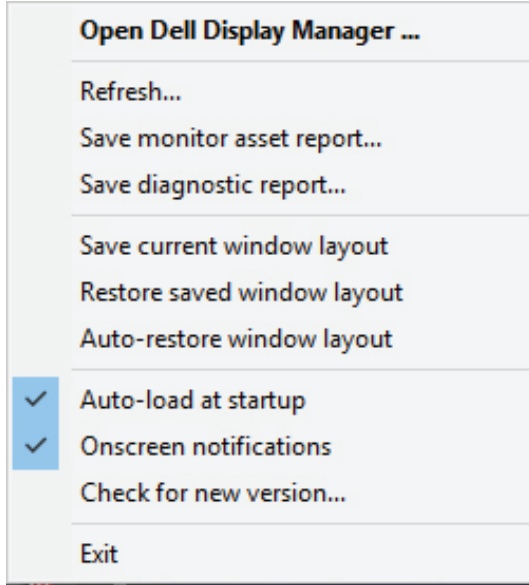 Open Dell Display Manager ...
Refresh...
Save monitor asset report...
Save diagnostic report...
Save current window layout
Restore saved window layout
Auto-restore window layout
Auto-load at startup
Onscreen notifications
Check for new version...
Exit